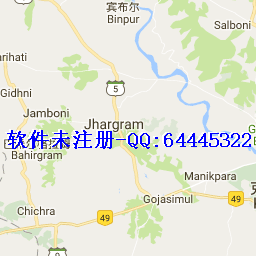 宾布尔
Binpur
Salboni
arihati
5
Gidhni
Jamboni
Jhargram
软件未注册-QQ:64445322
Bahirgram
Manikpara
49
Gojasimul
Chichra
49